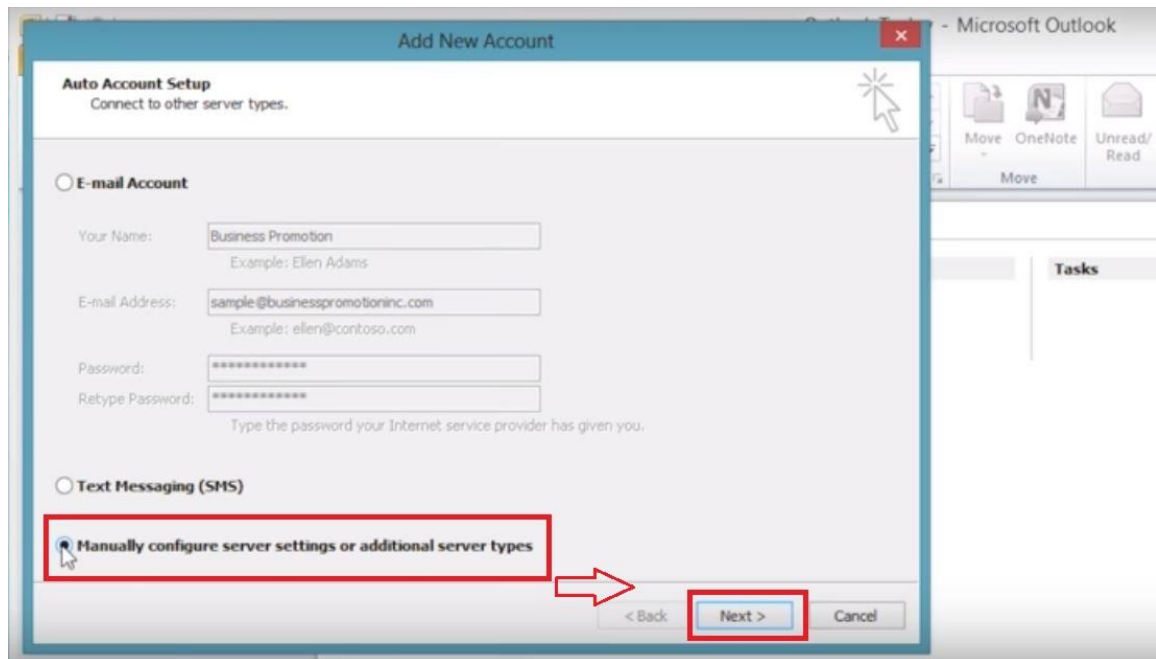 - Microsoft Outlook
Add New Account
Auto Account Setup
Connect to other server types.
Move
OneNote
Unread/
Read
Move
E-mail Account
Your Name:
Business Promotion
Example: Ellen Adams
Tasks
E-mail Address:
sample@businesspromotioninc.com
Example: ellen@contoso.com
Password:
************
Retype Password:
************
Type the password your Internet service provider has given you.
Text Messaging (SMS)
Manually configure server settings or additional server types
< Back
Next >
Cancel